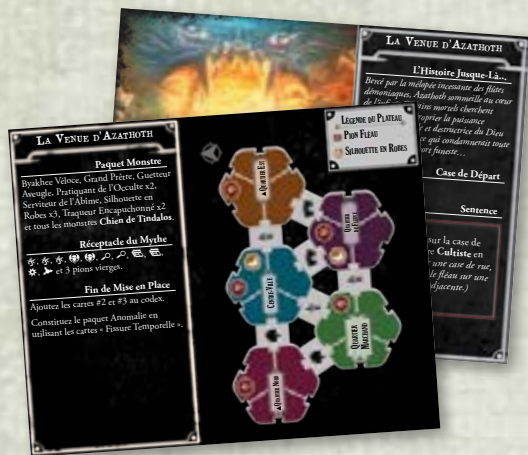 LA VENUE D'AZATHOTH
L'Histoire Jusque-Là...
Bercé par la mélopée incessante des flûtes
démoniaques, Azathoth sommeille au cœur
mains mortels cherchent
la puissance
et destructrice du Dieu
qui condamnerait toute
mort funeste...
Case de Départ
Sentence
sur la case de
Cultiste en
une case de rue,
le fléau sur une
adjacente.)
LA VENUE D'AZATHOTH
Paquet Monstre
Byakhee Véloce, Grand Prêtre, Guetteur
Aveugle, Pratiquant de l'Occulte x2,
Serviteur de l'Abîme, Silhouette en
Robes x3, Traqueur Encapuchonné x2
et tous les monstres Chien de Tindalos.
Réceptacle du Mythe
et 3 pions vierges.
Fin de Mise en Place
Ajoutez les cartes #2 et #3 au codex.
Constituez le paquet Anomalie en
utilisant les cartes « Fissure Temporelle ».
LÉGENDE DU PLATEAU
PION FLÉAU
SILHOUETTE EN ROBES
QUARTIER EST
CENTRE-VILLE
QUARTIER MARCHAND
QUARTIER NORD